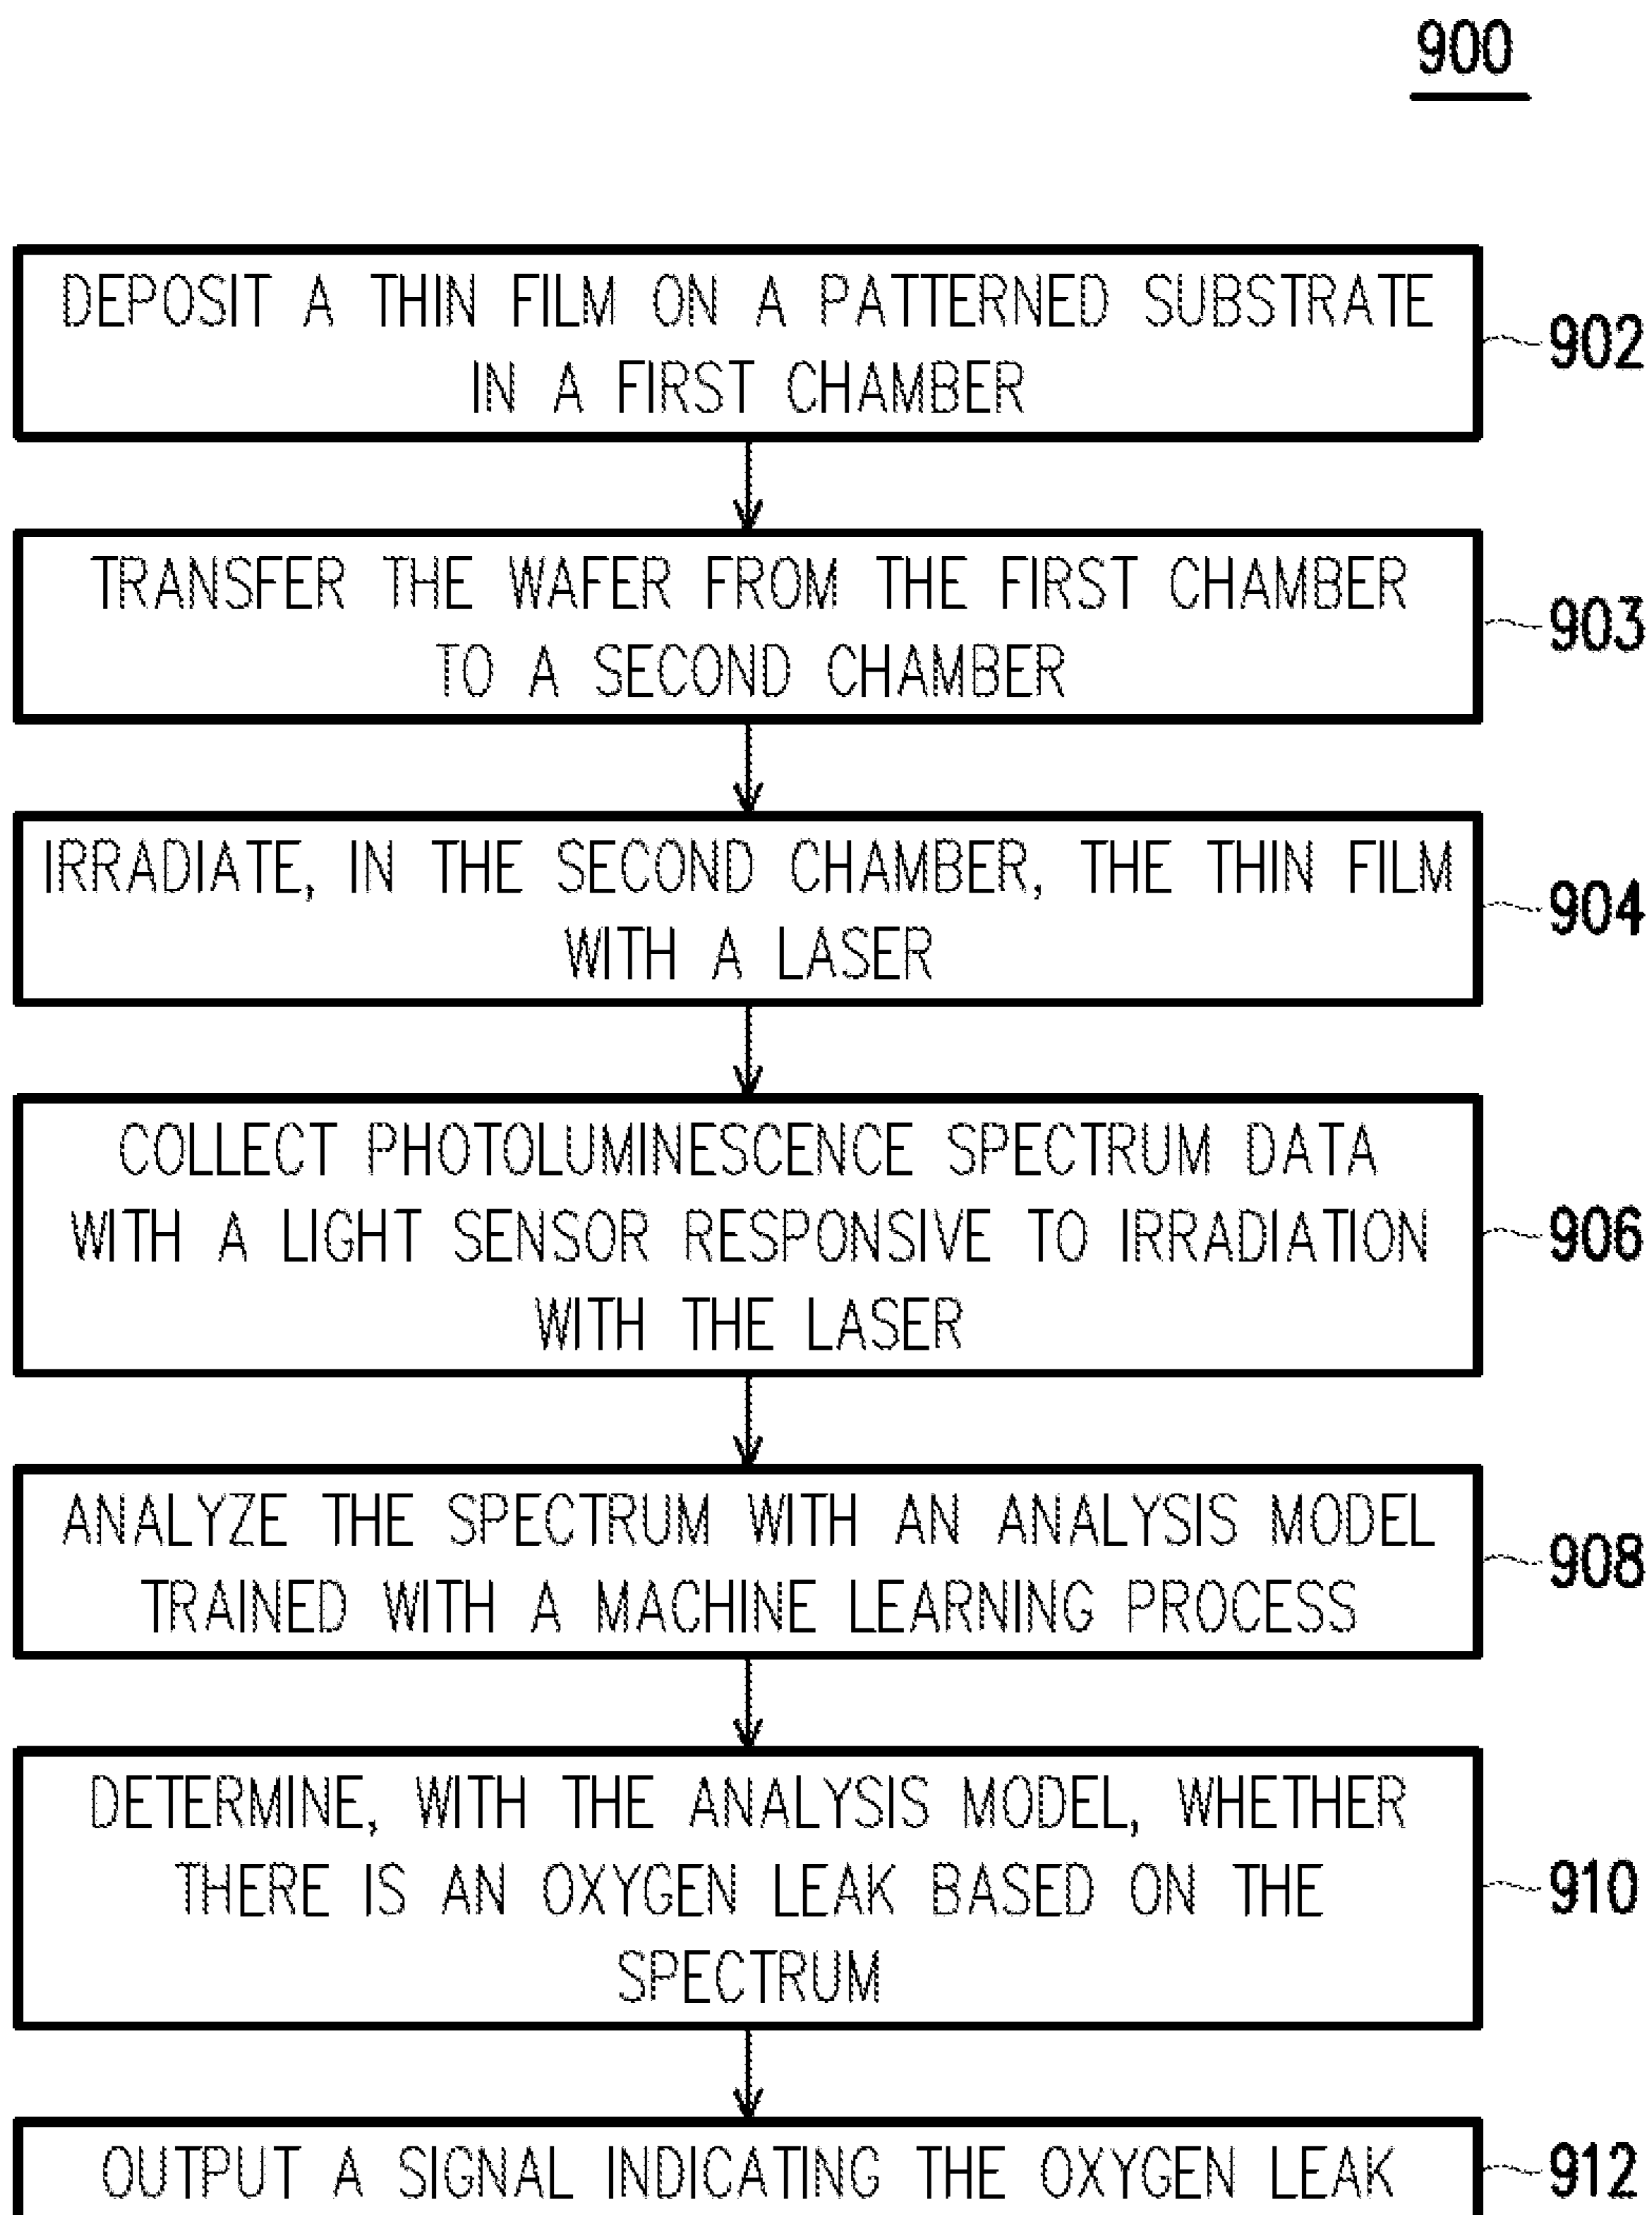 900
DEPOSIT A THIN FILM ON A PATTERNED SUBSTRATE
IN A FIRST CHAMBER
902
TRANSFER THE WAFER FROM THE FIRST CHAMBER
TO A SECOND CHAMBER
903
IRRADIATE, IN THE SECOND CHAMBER, THE THIN FILM
WITH A LASER
904
COLLECT PHOTOLUMINESCENCE SPECTRUM DATA
WITH A LIGHT SENSOR RESPONSIVE TO IRRADIATION
WITH THE LASER
906
ANALYZE THE SPECTRUM WITH AN ANALYSIS MODEL
TRAINED WITH A MACHINE LEARNING PROCESS
908
DETERMINE, WITH THE ANALYSIS MODEL, WHETHER
THERE IS AN OXYGEN LEAK BASED ON THE
SPECTRUM
910
OUTPUT A SIGNAL INDICATING THE OXYGEN LEAK
912